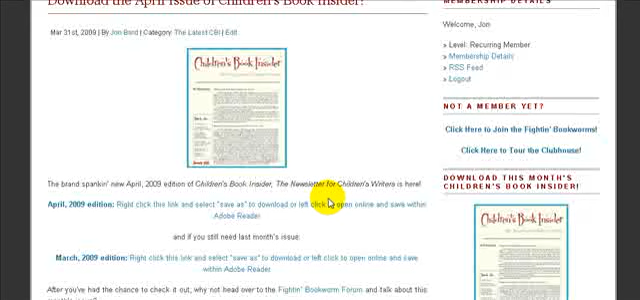 Download the April Issue of Children's Book Insider!
Mar 31st, 2009 | By Jon Bard | Category: The Latest CBI | Edit
Children's Book Insider
The brand spankin' new April, 2009 edition of Children's Book Insider, The Newsletter for Children's Writers is here!
April, 2009 edition: Right click this link and select "save as" to download or left click to open online and save within
Adobe Reader
and if you still need last month's issue:
March, 2009 edition: Right click this link and select "save as" to download or left click to open online and save
within Adobe Reader
After you've had the chance to check it out, why not head over to the Fightin' Bookworm Forum and talk about this
MEMBERSHIP DETAILS
Welcome, Jon
» Level: Recurring Member
» Membership Details
» RSS Feed
» Logout
NOT A MEMBER YET?
Click Here to Join the Fightin' Bookworms!
Click Here to Tour the Clubhouse!
DOWNLOAD THIS MONTH'S
CHILDREN'S BOOK INSIDER!
Children's Book Insider